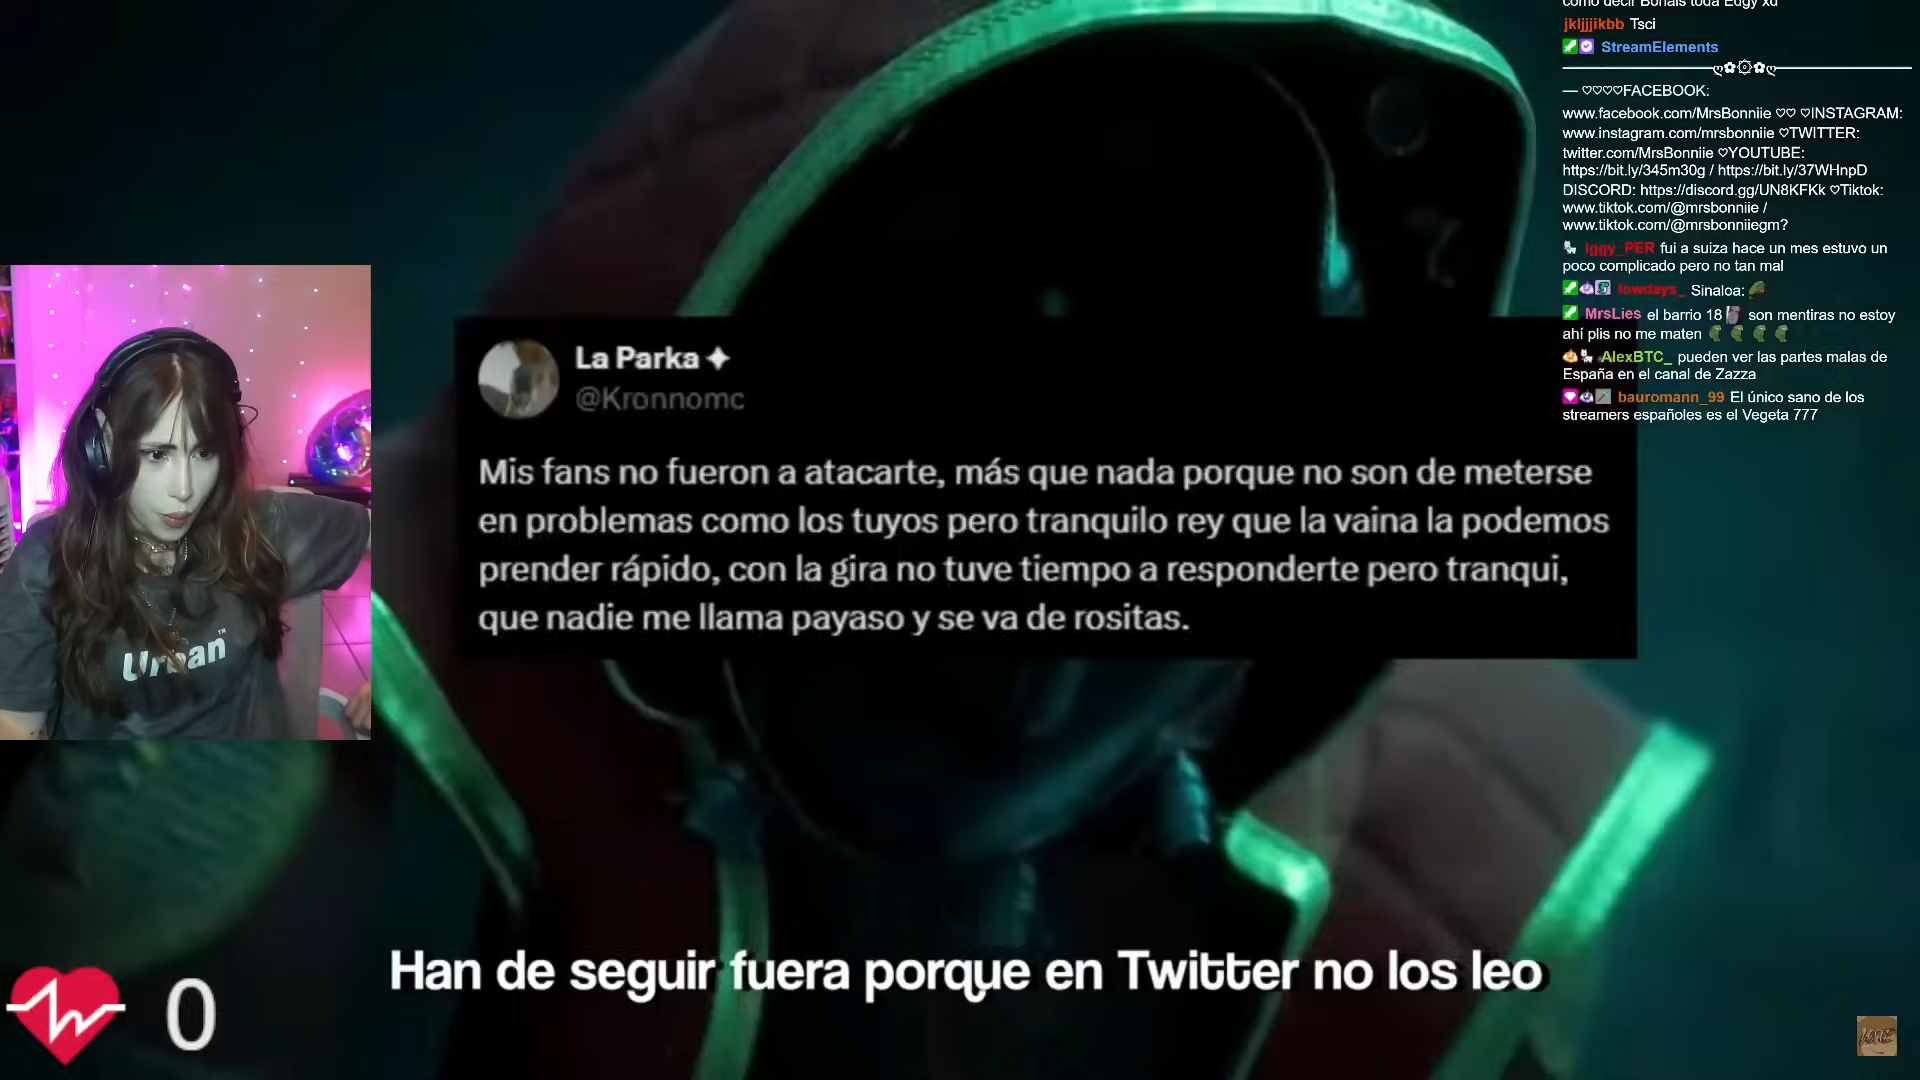 como decir Bonais toda Edgy xd
jkljjjikbb Tsci
StreamElements
— ♡♡♡♡FACEBOOK:
www.facebook.com/MrsBonniie ♡♡ ♡INSTAGRAM:
www.instagram.com/mrsbonniie ♡TWITTER:
twitter.com/MrsBonniie ♡YOUTUBE:
https://bit.ly/345m30g / https://bit.ly/37WHnpD
DISCORD: https://discord.gg/UN8KFKk ♡Tiktok:
www.tiktok.com/@mrsbonniie /
www.tiktok.com/@mrsbonniiegm?
Iggy_PER fui a suiza hace un mes estuvo un
poco complicado pero no tan mal
lowdays_ Sinaloa:
MrsLies el barrio 18 son mentiras no estoy
ahí plis no me maten
AlexBTC_ pueden ver las partes malas de
España en el canal de Zazza
bauromann_99 El único sano de los
streamers españoles es el Vegeta 777
La Parka ✦
@Kronnomc
Mis fans no fueron a atacarte, más que nada porque no son de meterse
en problemas como los tuyos pero tranquilo rey que la vaina la podemos
prender rápido, con la gira no tuve tiempo a responderte pero tranqui,
que nadie me llama payaso y se va de rositas.
Urban™
Han de seguir fuera porque en Twitter no los leo
0